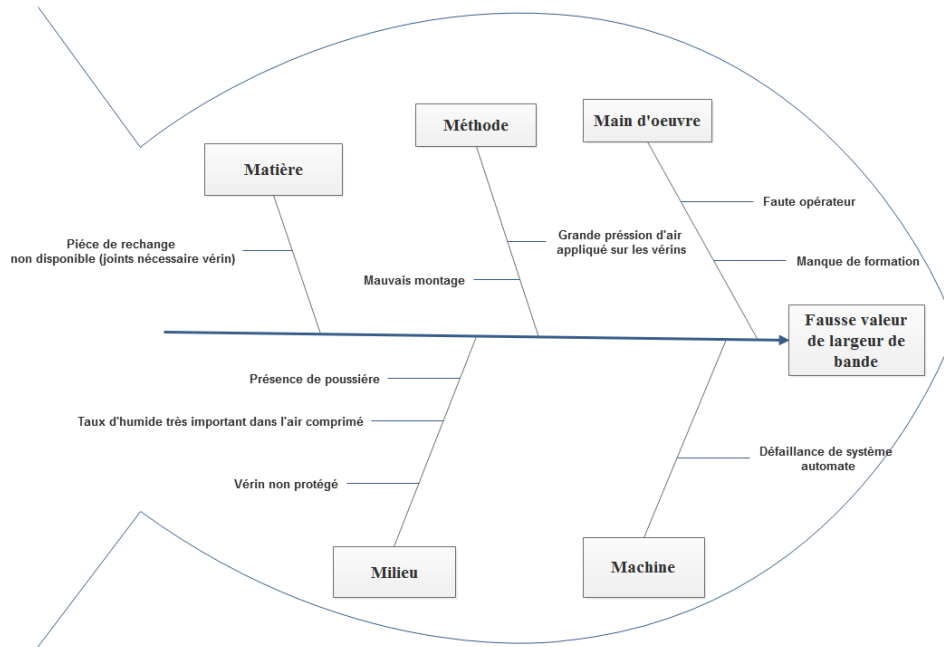 Main d'oeuvre
Méthode
Matière
Faute opérateur
Grande préssion d'air
appliqué sur les vérins
Piéce de rechange
non disponible (joints nécessaire vérin)
Manque de formation
Mauvais montage
Fausse valeur
de largeur de
bande
Présence de poussiére
Taux d'humide très important dans l'air comprimé
Défaillance de système
automate
Vérin non protégé
Milieu
Machine